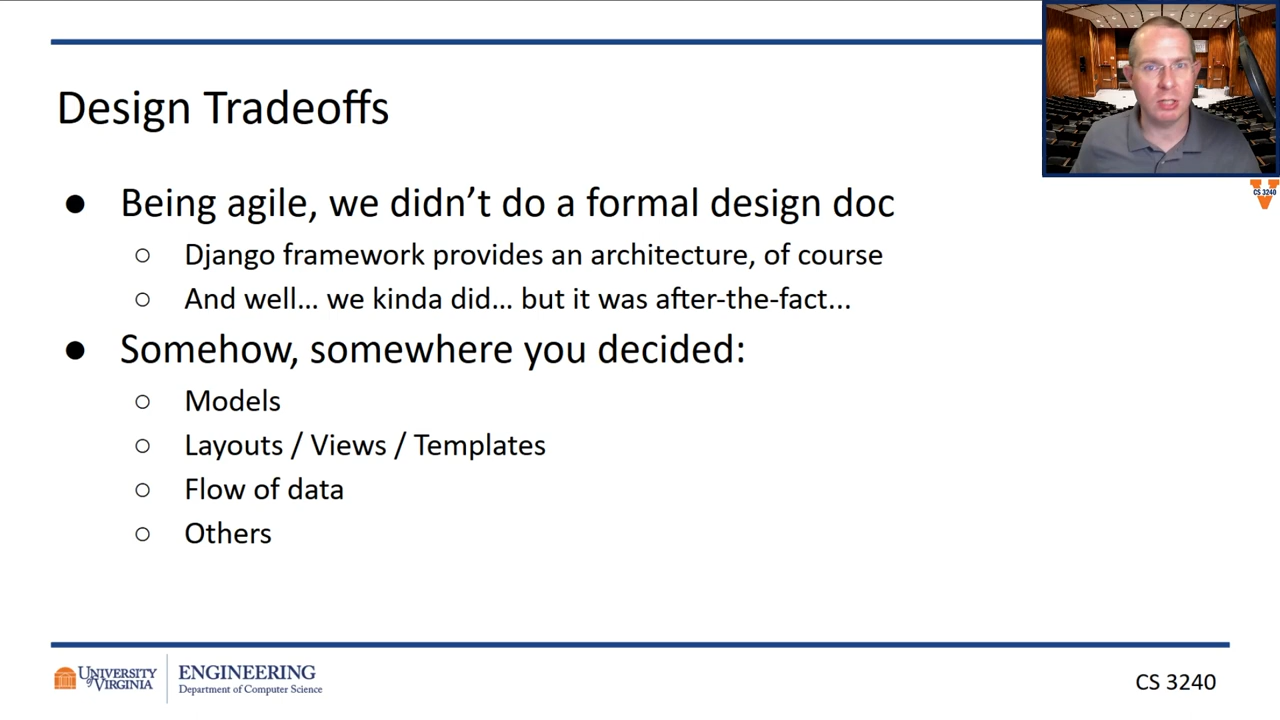 Design Tradeoffs
● Being agile, we didn't do a formal design doc
○ Django framework provides an architecture, of course
○ And well... we kinda did... but it was after-the-fact...
● Somehow, somewhere you decided:
○ Models
○ Layouts / Views / Templates
○ Flow of data
○ Others
CS 3240
UNIVERSITY of VIRGINIA
ENGINEERING
Department of Computer Science
CS 3240